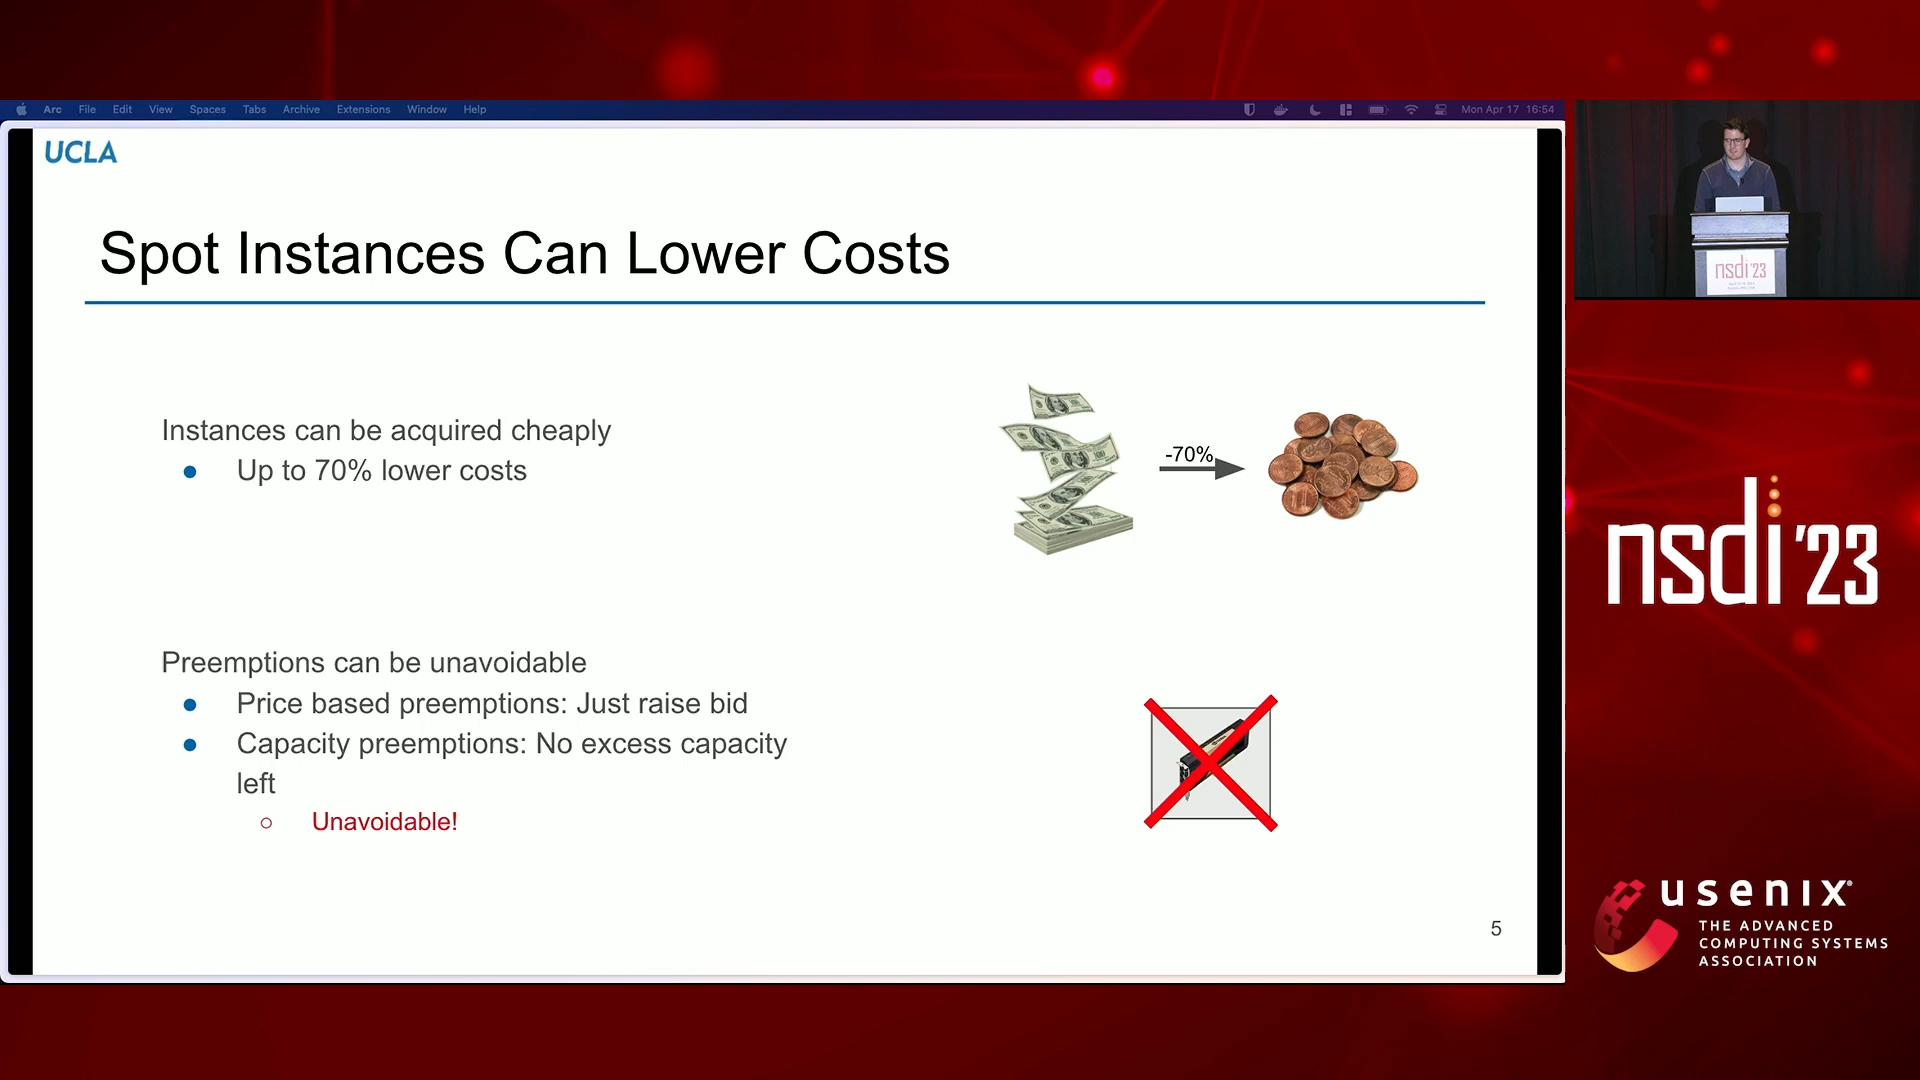 Arc File Edit View Spaces Tabs Archive Extensions Window Help
Mon Apr 17 16:54
UCLA
Spot Instances Can Lower Costs
Instances can be acquired cheaply
● Up to 70% lower costs
-70%
Preemptions can be unavoidable
● Price based preemptions: Just raise bid
● Capacity preemptions: No excess capacity
left
○ Unavoidable!
5
nsdi'23
nsdi'23
usenix®
THE ADVANCED
COMPUTING SYSTEMS
ASSOCIATION